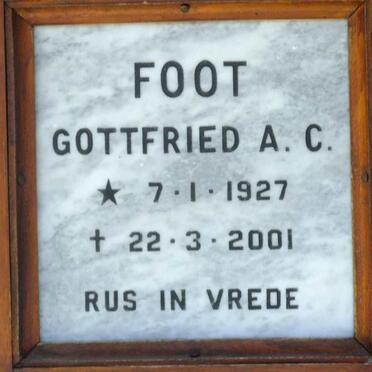 FOOT
GOTTFRIED A. C.
★ 7·1·1927
† 22·3·2001
RUS IN VREDE